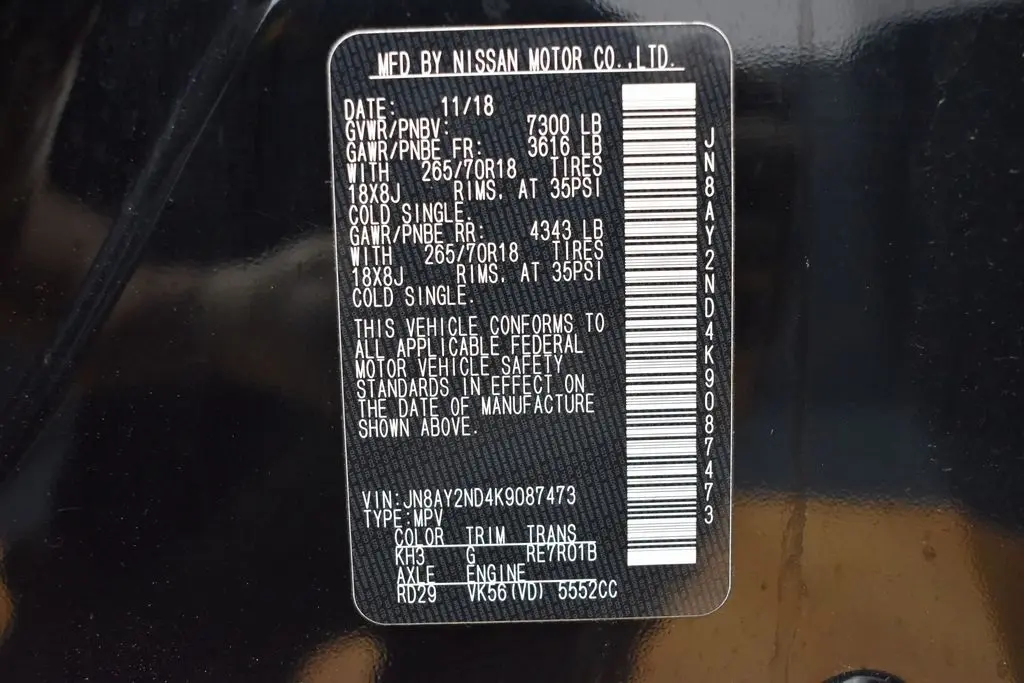 MFD BY NISSAN MOTOR CO.,LTD.
DATE: 11/18
GVWR/PNBV: 7300 LB
GAWR/PNBE FR: 3616 LB
WITH 265/70R18 TIRES
18X8J RIMS. AT 35PSI
COLD SINGLE.
GAWR/PNBE RR: 4343 LB
WITH 265/70R18 TIRES
18X8J RIMS. AT 35PSI
COLD SINGLE.
THIS VEHICLE CONFORMS TO
ALL APPLICABLE FEDERAL
MOTOR VEHICLE SAFETY
STANDARDS IN EFFECT ON
THE DATE OF MANUFACTURE
SHOWN ABOVE.
VIN:JN8AY2ND4K9087473
TYPE:MPV
COLOR TRIM TRANS
KH3 G RE7R01B
AXLE ENGINE
RD29 VK56(VD) 5552CC
JN8AY2ND4K9087473